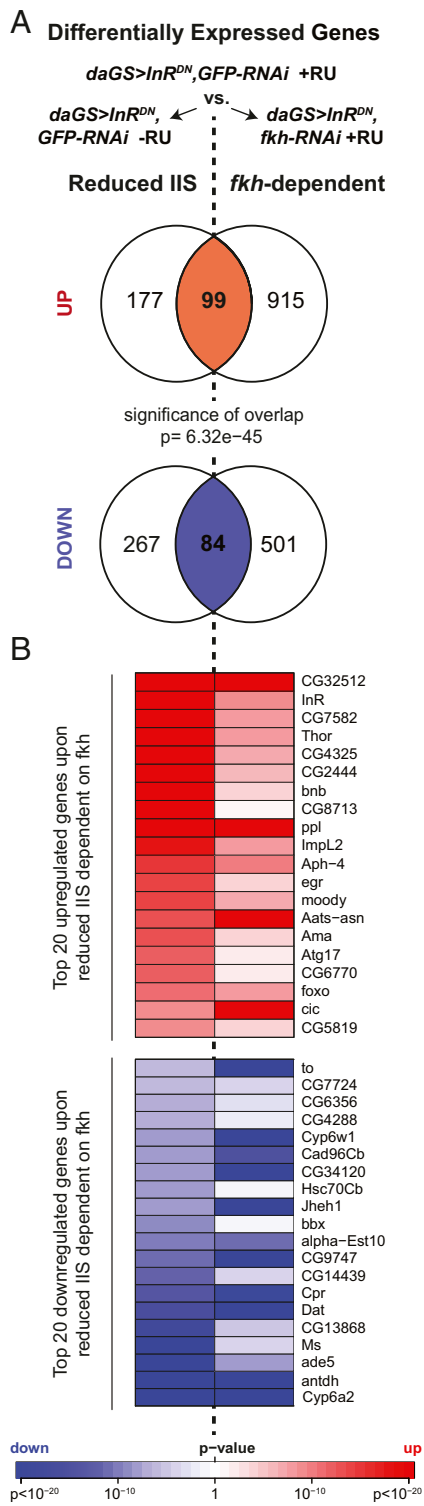 A
Differentially Expressed Genes
daGS>InR^DN,GFP-RNAi +RU
vs.
daGS>InR^DN,
GFP-RNAi -RU
daGS>InR^DN,
fkh-RNAi +RU
Reduced IIS
fkh-dependent
UP
177
99
915
significance of overlap
p= 6.32e−45
DOWN
267
84
501
B
Top 20 upregulated genes upon
reduced IIS dependent on fkh
CG32512
InR
CG7582
Thor
CG4325
CG2444
bnb
CG8713
ppl
ImpL2
Aph-4
egr
moody
Aats-asn
Ama
Atg17
CG6770
foxo
cic
CG5819
Top 20 downregulated genes upon
reduced IIS dependent on fkh
to
CG7724
CG6356
CG4288
Cyp6w1
Cad96Cb
CG34120
Hsc70Cb
Jheh1
bbx
alpha−Est10
CG9747
CG14439
Cpr
Dat
CG13868
Ms
ade5
antdh
Cyp6a2
down
p−value
up
p<10^−20
10^−10
1
10^−10
p<10^−20